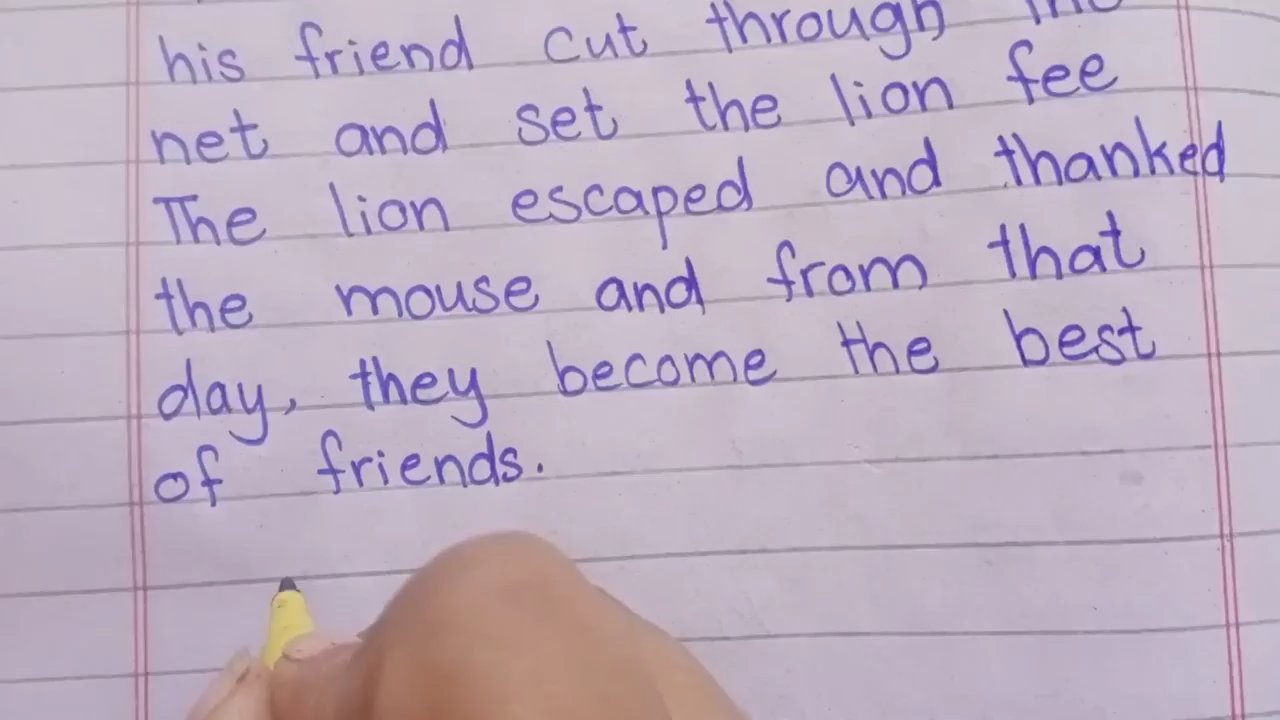 his friend cut through the
net and set the lion fee
The lion escaped and thanked
the mouse and from that
day, they become the best
of friends.